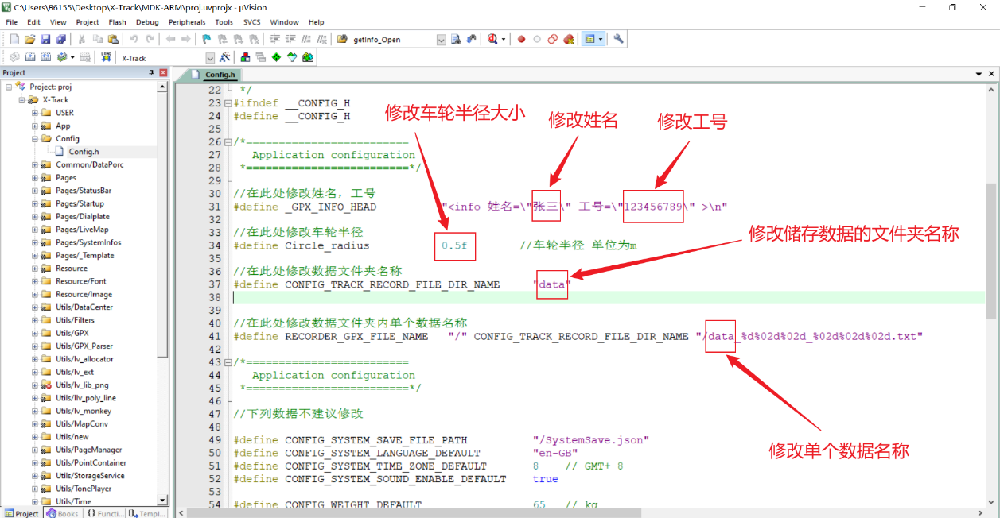 C:\Users\86155\Desktop\X-Track\MDK-ARM\proj.uvprojx - µVision
File Edit View Project Flash Debug Peripherals Tools SVCS Window Help
getInfo_Open
LOAD X-Track
Project
Project: proj
X-Track
USER
App
Config
Config.h
Common/DataPorc
Pages
Pages/StatusBar
Pages/Startup
Pages/Dialplate
Pages/LiveMap
Pages/SystemInfos
Pages/_Template
Resource
Resource/Font
Resource/Image
Utils/DataCenter
Utils/Filters
Utils/GPX
Utils/GPX_Parser
Utils/lv_allocator
Utils/lv_ext
Utils/lv_lib_png
Utils/llv_poly_line
Utils/lv_monkey
Utils/MapConv
Utils/new
Utils/PageManager
Utils/PointContainer
Utils/StorageService
Utils/TonePlayer
Utils/Time
Project Books {} Functi... Templ...
Config.h
22 */
23 #ifndef __CONFIG_H
24 #define __CONFIG_H
25
26 /*=========================
27 Application configuration
28 *=========================*/
29
30 //在此处修改姓名，工号
31 #define _GPX_INFO_HEAD "<info 姓名=\"张三\" 工号=\"123456789\" >\n"
32
33 //在此处修改车轮半径
34 #define Circle_radius 0.5f //车轮半径 单位为m
35
36 //在此处修改数据文件夹名称
37 #define CONFIG_TRACK_RECORD_FILE_DIR_NAME "data"
38
39
40 //在此处修改数据文件夹内单个数据名称
41 #define RECORDER_GPX_FILE_NAME "/" CONFIG_TRACK_RECORD_FILE_DIR_NAME "/data_%d%02d%02d_%02d%02d%02d.txt"
42
43 /*=========================
44 Application configuration
45 *=========================*/
46
47 //下列数据不建议修改
48
49 #define CONFIG_SYSTEM_SAVE_FILE_PATH "/SystemSave.json"
50 #define CONFIG_SYSTEM_LANGUAGE_DEFAULT "en-GB"
51 #define CONFIG_SYSTEM_TIME_ZONE_DEFAULT 8 // GMT+ 8
52 #define CONFIG_SYSTEM_SOUND_ENABLE_DEFAULT true
53
54 #define CONFIG_WEIGHT_DEFAULT 65 // kg
修改车轮半径大小
修改姓名
修改工号
修改储存数据的文件夹名称
修改单个数据名称